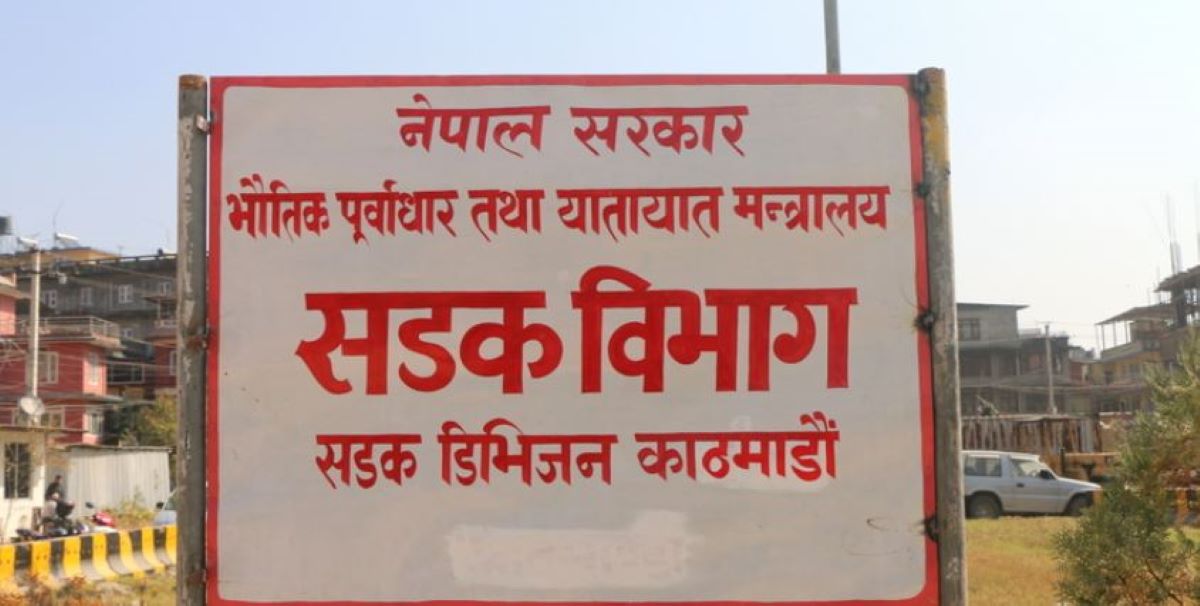 नेपाल सरकार
भौतिक पूर्वाधार तथा यातायात मन्त्रालय
सडक विभाग
सडक डिभिजन काठमाडौं